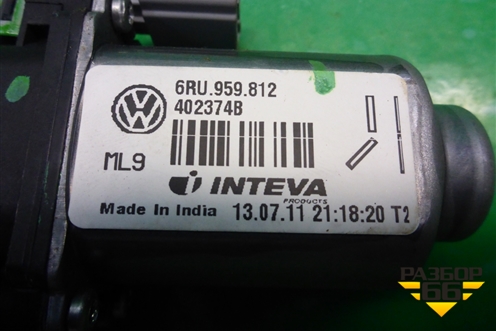 6RU.959.812
402374B
ML9
INTEVA
PRODUCTS
Made In India 13.07.11 21:18:20 T2
РАЗБОР
66